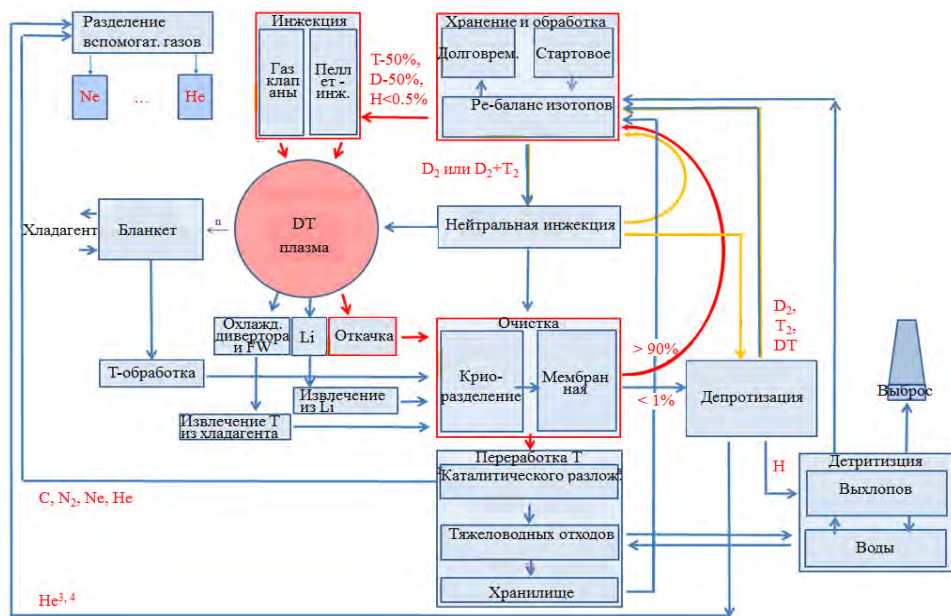 Разделение
вспомогат. газов
Ne
...
He
Инжекция
Газ
клап
аны
Пелл
ет -
инж.
T-50%,
D-50%,
H<0.5%
Хранение и обработка
Долговрем.
Стартовое
Ре-баланс изотопов
D2 или D2+T2
Хладагент
Бланкет
n
DT
плазма
Нейтральная инжекция
Охлажд.
дивертора
и FW
Li
Откачка
Т-обработка
Извлечение
из Li
Извлечение Т
из хладагента
Очистка
Крио-
разделение
Мембран
ная
> 90%
< 1%
D2,
T2,
DT
Депротизация
Выброс
H
Детритизция
Выхлопов
Воды
Переработка Т
Каталитического разлож.
Тяжеловодных отходов
Хранилище
C, N2, Ne, He
He3, 4